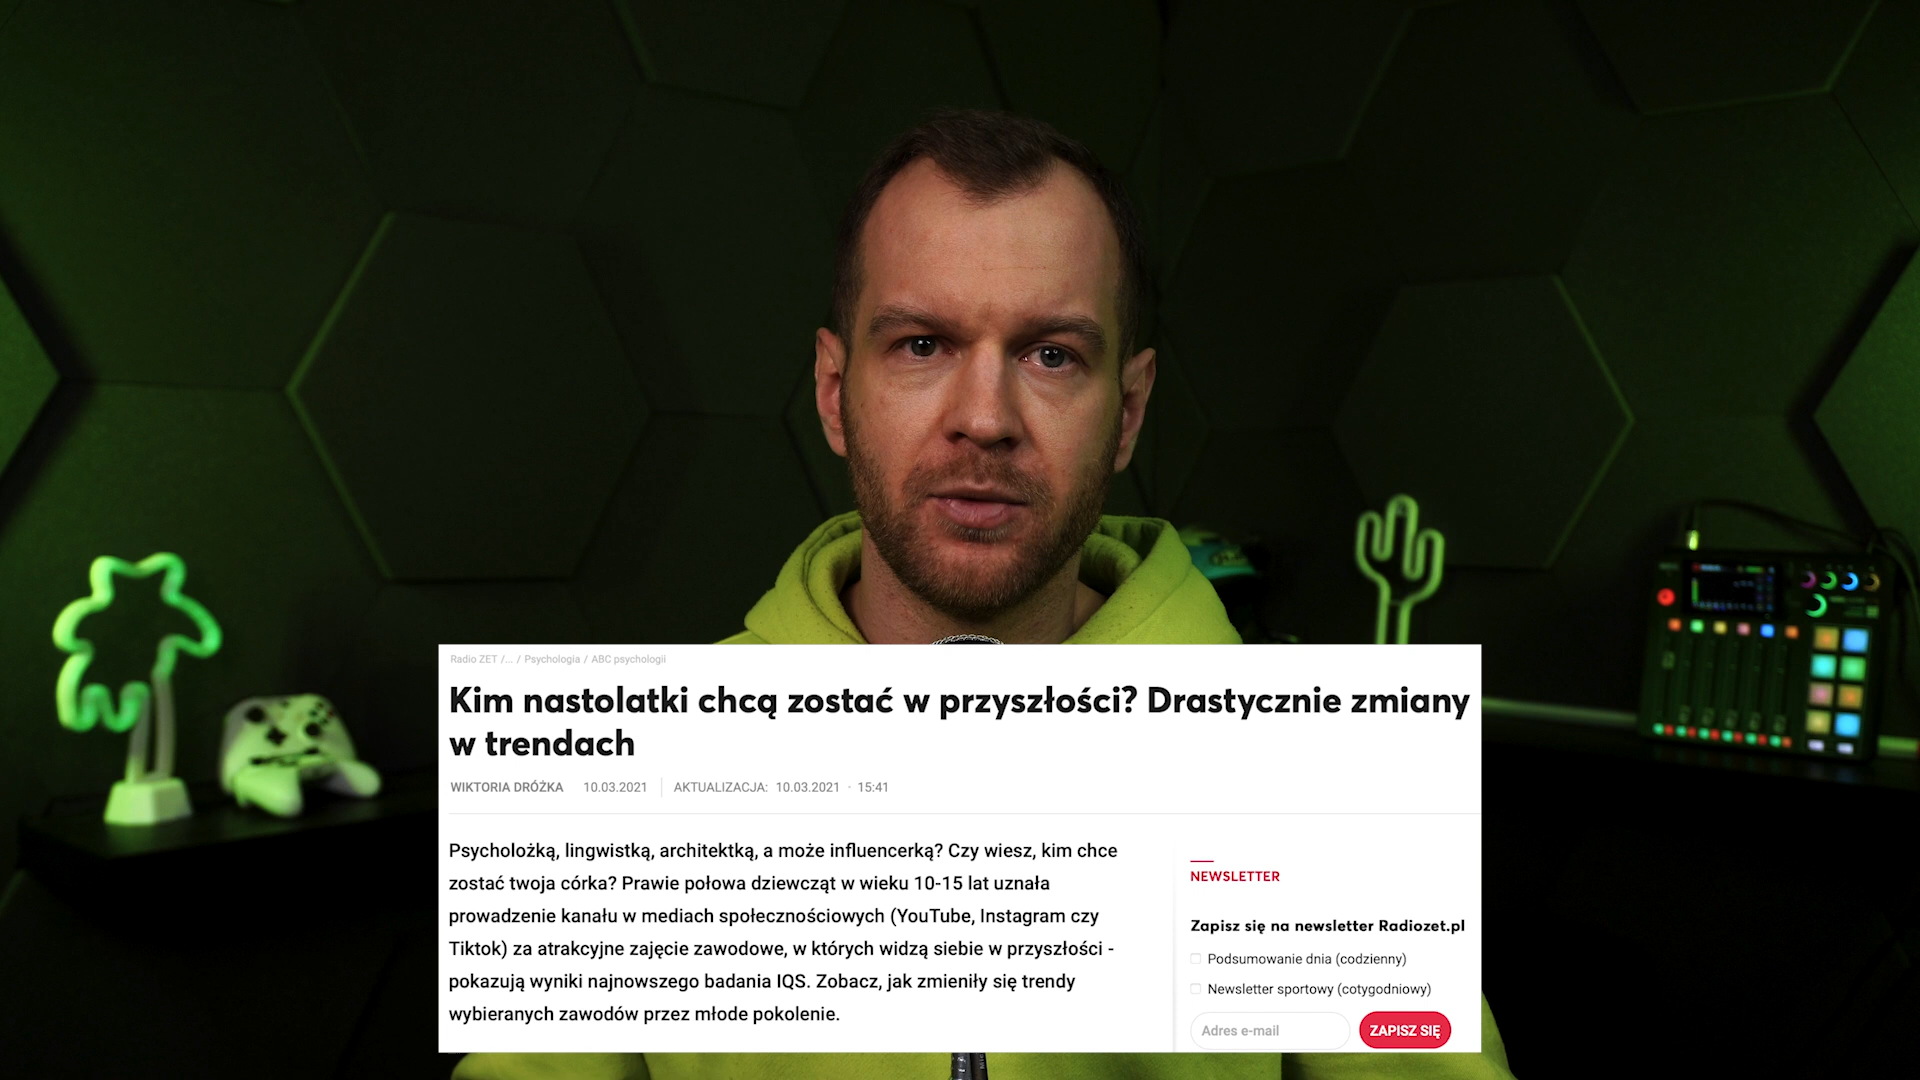 Radio ZET /... / Psychologia / ABC psychologii
Kim nastolatki chcą zostać w przyszłości? Drastycznie zmiany
w trendach
WIKTORIA DRÓŻKA 10.03.2021 AKTUALIZACJA: 10.03.2021 · 15:41
Psycholożką, lingwistką, architektką, a może influencerką? Czy wiesz, kim chce
zostać twoja córka? Prawie połowa dziewcząt w wieku 10-15 lat uznała
prowadzenie kanału w mediach społecznościowych (YouTube, Instagram czy
Tiktok) za atrakcyjne zajęcie zawodowe, w których widzą siebie w przyszłości -
pokazują wyniki najnowszego badania IQS. Zobacz, jak zmieniły się trendy
wybieranych zawodów przez młode pokolenie.
NEWSLETTER
Zapisz się na newsletter Radiozet.pl
Podsumowanie dnia (codzienny)
Newsletter sportowy (cotygodniowy)
Adres e-mail ZAPISZ SIĘ